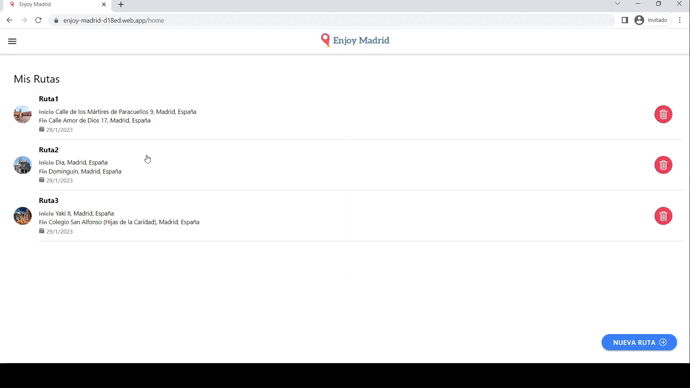 Enjoy Madrid
enjoy-madrid-d18ed.web.app/home
Invitado
Enjoy Madrid
Mis Rutas
Ruta1
Inicio Calle de los Mártires de Paracuellos 9, Madrid, España
Fin Calle Amor de Dios 17, Madrid, España
29/1/2023
Ruta2
Inicio Dia, Madrid, España
Fin Dominguín, Madrid, España
29/1/2023
Ruta3
Inicio Yaki II, Madrid, España
Fin Colegio San Alfonso (Hijas de la Caridad), Madrid, España
29/1/2023
NUEVA RUTA